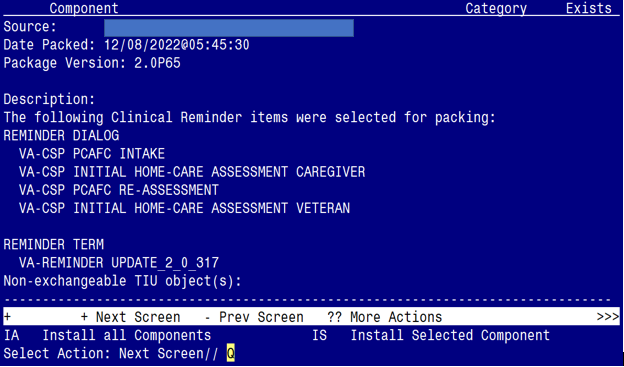 Component Category Exists
Source:
Date Packed: 12/08/2022@05:45:30
Package Version: 2.0P65
Description:
The following Clinical Reminder items were selected for packing:
REMINDER DIALOG
VA-CSP PCAFC INTAKE
VA-CSP INITIAL HOME-CARE ASSESSMENT CAREGIVER
VA-CSP PCAFC RE-ASSESSMENT
VA-CSP INITIAL HOME-CARE ASSESSMENT VETERAN
REMINDER TERM
VA-REMINDER UPDATE_2_0_317
Non-exchangeable TIU object(s):
--------------------------------------------------------------------------------
+ + Next Screen - Prev Screen ?? More Actions >>>
IA Install all Components IS Install Selected Component
Select Action: Next Screen// Q